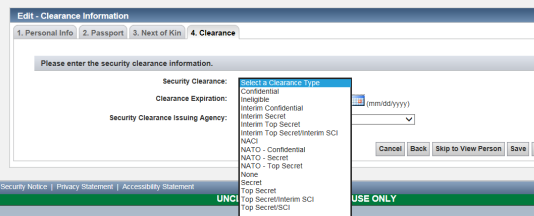 Edit - Clearance Information
1. Personal Info 2. Passport 3. Next of Kin 4. Clearance
Please enter the security clearance information.
Security Clearance:
Select a Clearance Type
Confidential
Ineligible
Interim Confidential
Interim Secret
Interim Top Secret
Interim Top Secret/Interim SCI
NACI
NATO - Confidential
NATO - Secret
NATO - Top Secret
None
Secret
Top Secret
Top Secret/Interim SCI
Top Secret/SCI
Clearance Expiration:
(mm/dd/yyyy)
Security Clearance Issuing Agency:
Cancel Back Skip to View Person Save
Security Notice | Privacy Statement | Accessibility Statement
UNCL USE ONLY